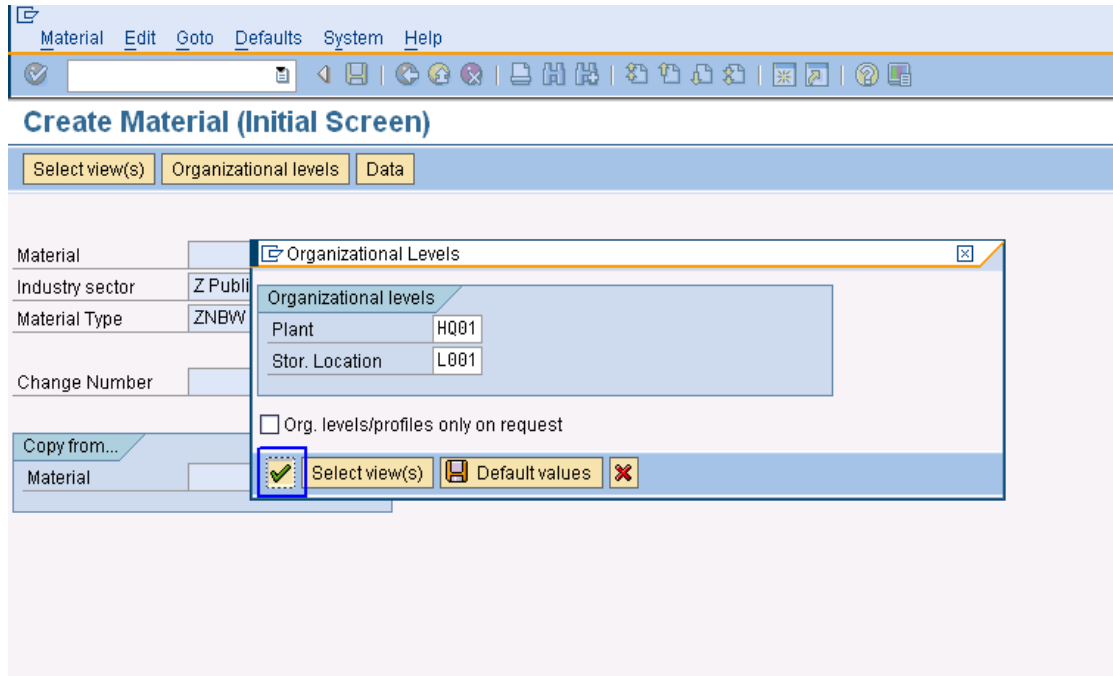 Material Edit Goto Defaults System Help
Create Material (Initial Screen)
Select view(s) Organizational levels Data
Material
Industry sector Z Publi
Material Type ZNBW
Change Number
Copy from...
Material
Organizational Levels
Organizational levels
Plant HQ01
Stor. Location L001
Org. levels/profiles only on request
Select view(s) Default values